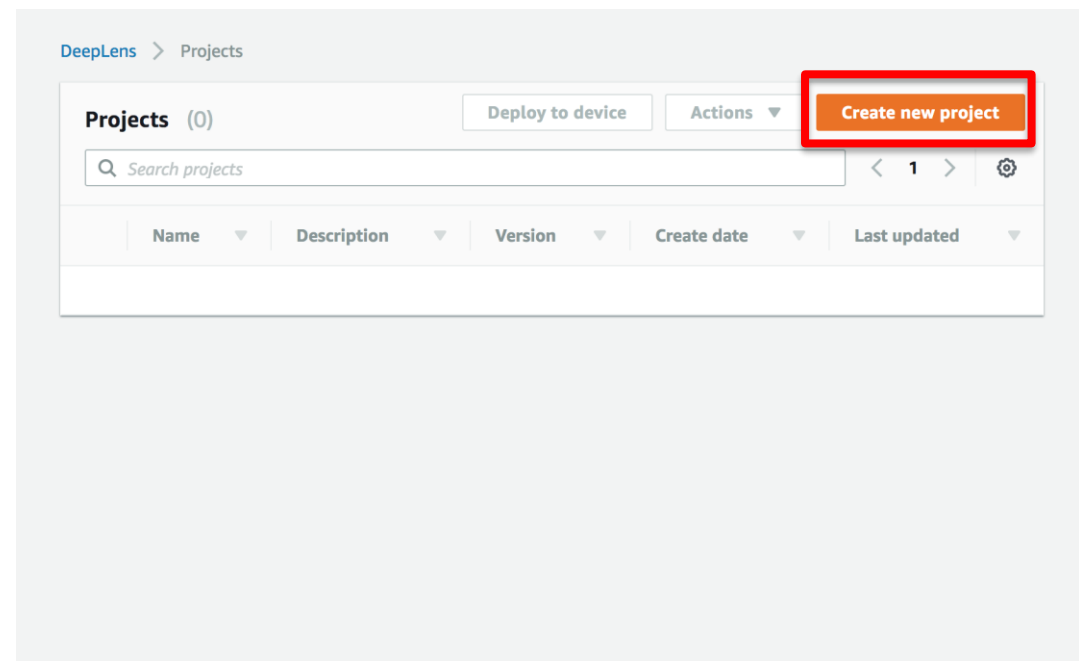 DeepLens > Projects
Projects (0)
Deploy to device
Actions
Create new project
Search projects
< 1 >
Name
Description
Version
Create date
Last updated